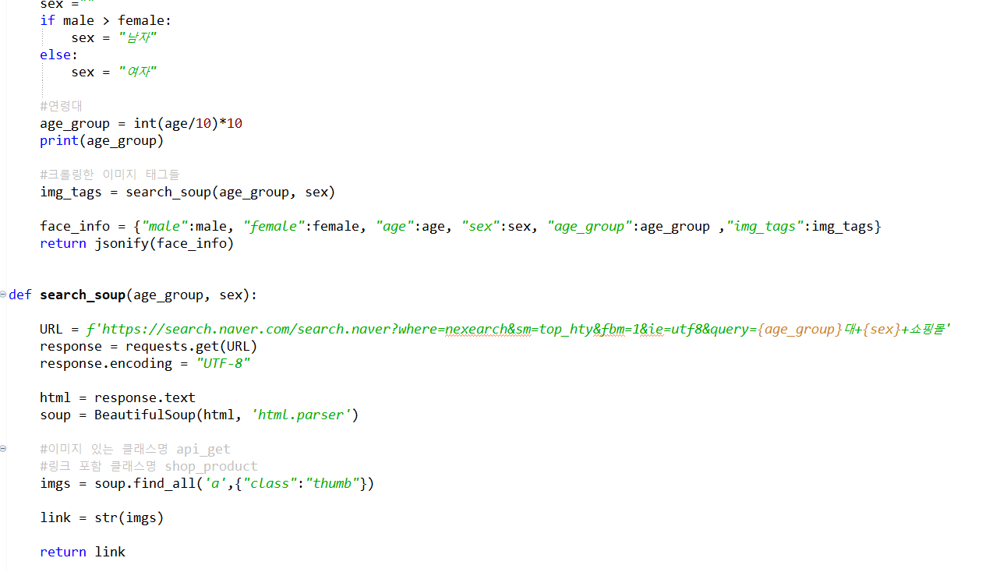 sex =""
if male > female:
sex = "남자"
else:
sex = "여자"
#연령대
age_group = int(age/10)*10
print(age_group)
#크롤링한 이미지 태그들
img_tags = search_soup(age_group, sex)
face_info = {"male":male, "female":female, "age":age, "sex":sex, "age_group":age_group ,"img_tags":img_tags}
return jsonify(face_info)
def search_soup(age_group, sex):
URL = f'https://search.naver.com/search.naver?where=nexearch&sm=top_hty&fbm=1&ie=utf8&query={age_group}대+{sex}+쇼핑몰'
response = requests.get(URL)
response.encoding = "UTF-8"
html = response.text
soup = BeautifulSoup(html, 'html.parser')
#이미지 있는 클래스명 api_get
#링크 포함 클래스명 shop_product
imgs = soup.find_all('a',{"class":"thumb"})
link = str(imgs)
return link